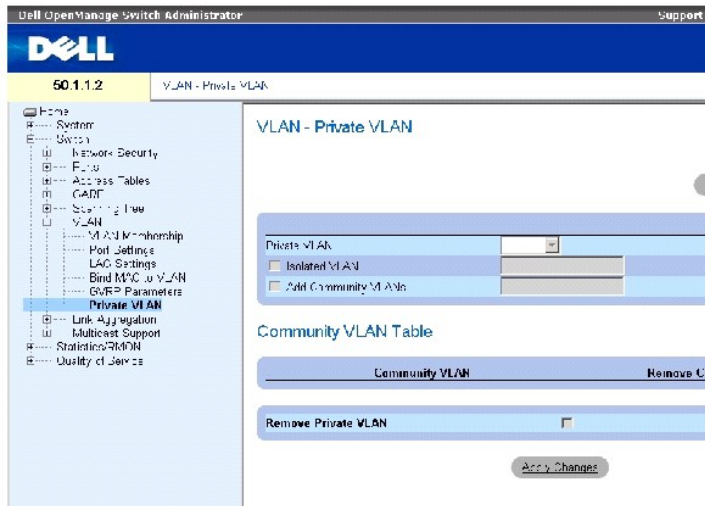 Dell OpenManage Switch Administrator
Support
DELL
50.1.1.2
VLAN - Private VLAN
Home
System
Switch
Network Security
Ports
Address Tables
GARP
Spanning Tree
VLAN
VLAN Membership
Port Settings
LAG Settings
Bind MAC to VLAN
GVRP Parameters
Private VLAN
Link Aggregation
Multicast Support
Statistics/RMON
Quality of Service
VLAN - Private VLAN
Private VLAN
Isolated VLAN
Add Community VLANs
Community VLAN Table
Community VLAN
Remove C
Remove Private VLAN
Apply Changes